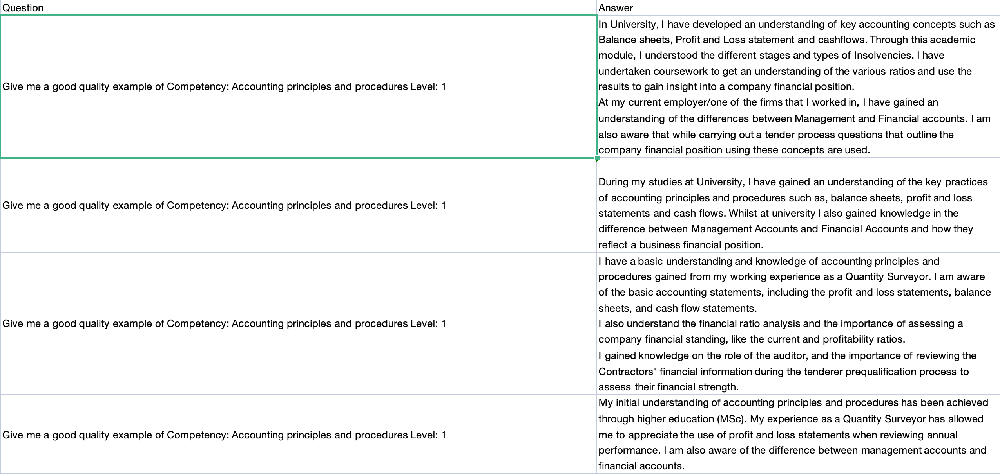 Question
Answer
Give me a good quality example of Competency: Accounting principles and procedures Level: 1
In University, I have developed an understanding of key accounting concepts such as
Balance sheets, Profit and Loss statement and cashflows. Through this academic
module, I understood the different stages and types of Insolvencies. I have
undertaken coursework to get an understanding of the various ratios and use the
results to gain insight into a company financial position.
At my current employer/one of the firms that I worked in, I have gained an
understanding of the differences between Management and Financial accounts. I am
also aware that while carrying out a tender process questions that outline the
company financial position using these concepts are used.
Give me a good quality example of Competency: Accounting principles and procedures Level: 1
During my studies at University, I have gained an understanding of the key practices
of accounting principles and procedures such as, balance sheets, profit and loss
statements and cash flows. Whilst at university I also gained knowledge in the
difference between Management Accounts and Financial Accounts and how they
reflect a business financial position.
Give me a good quality example of Competency: Accounting principles and procedures Level: 1
I have a basic understanding and knowledge of accounting principles and
procedures gained from my working experience as a Quantity Surveyor. I am aware
of the basic accounting statements, including the profit and loss statements, balance
sheets, and cash flow statements.
I also understand the financial ratio analysis and the importance of assessing a
company financial standing, like the current and profitability ratios.
I gained knowledge on the role of the auditor, and the importance of reviewing the
Contractors' financial information during the tenderer prequalification process to
assess their financial strength.
Give me a good quality example of Competency: Accounting principles and procedures Level: 1
My initial understanding of accounting principles and procedures has been achieved
through higher education (MSc). My experience as a Quantity Surveyor has allowed
me to appreciate the use of profit and loss statements when reviewing annual
performance. I am also aware of the difference between management accounts and
financial accounts.